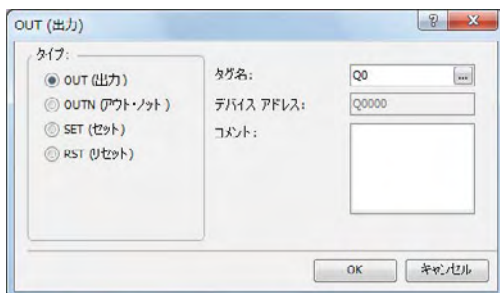 OUT (出力)
タイプ:
OUT (出力)
OUTN (アウト・ノット)
SET (セット)
RST (リセット)
タグ名:
Q0
...
デバイス アドレス:
Q0000
コメント:
OK
キャンセル